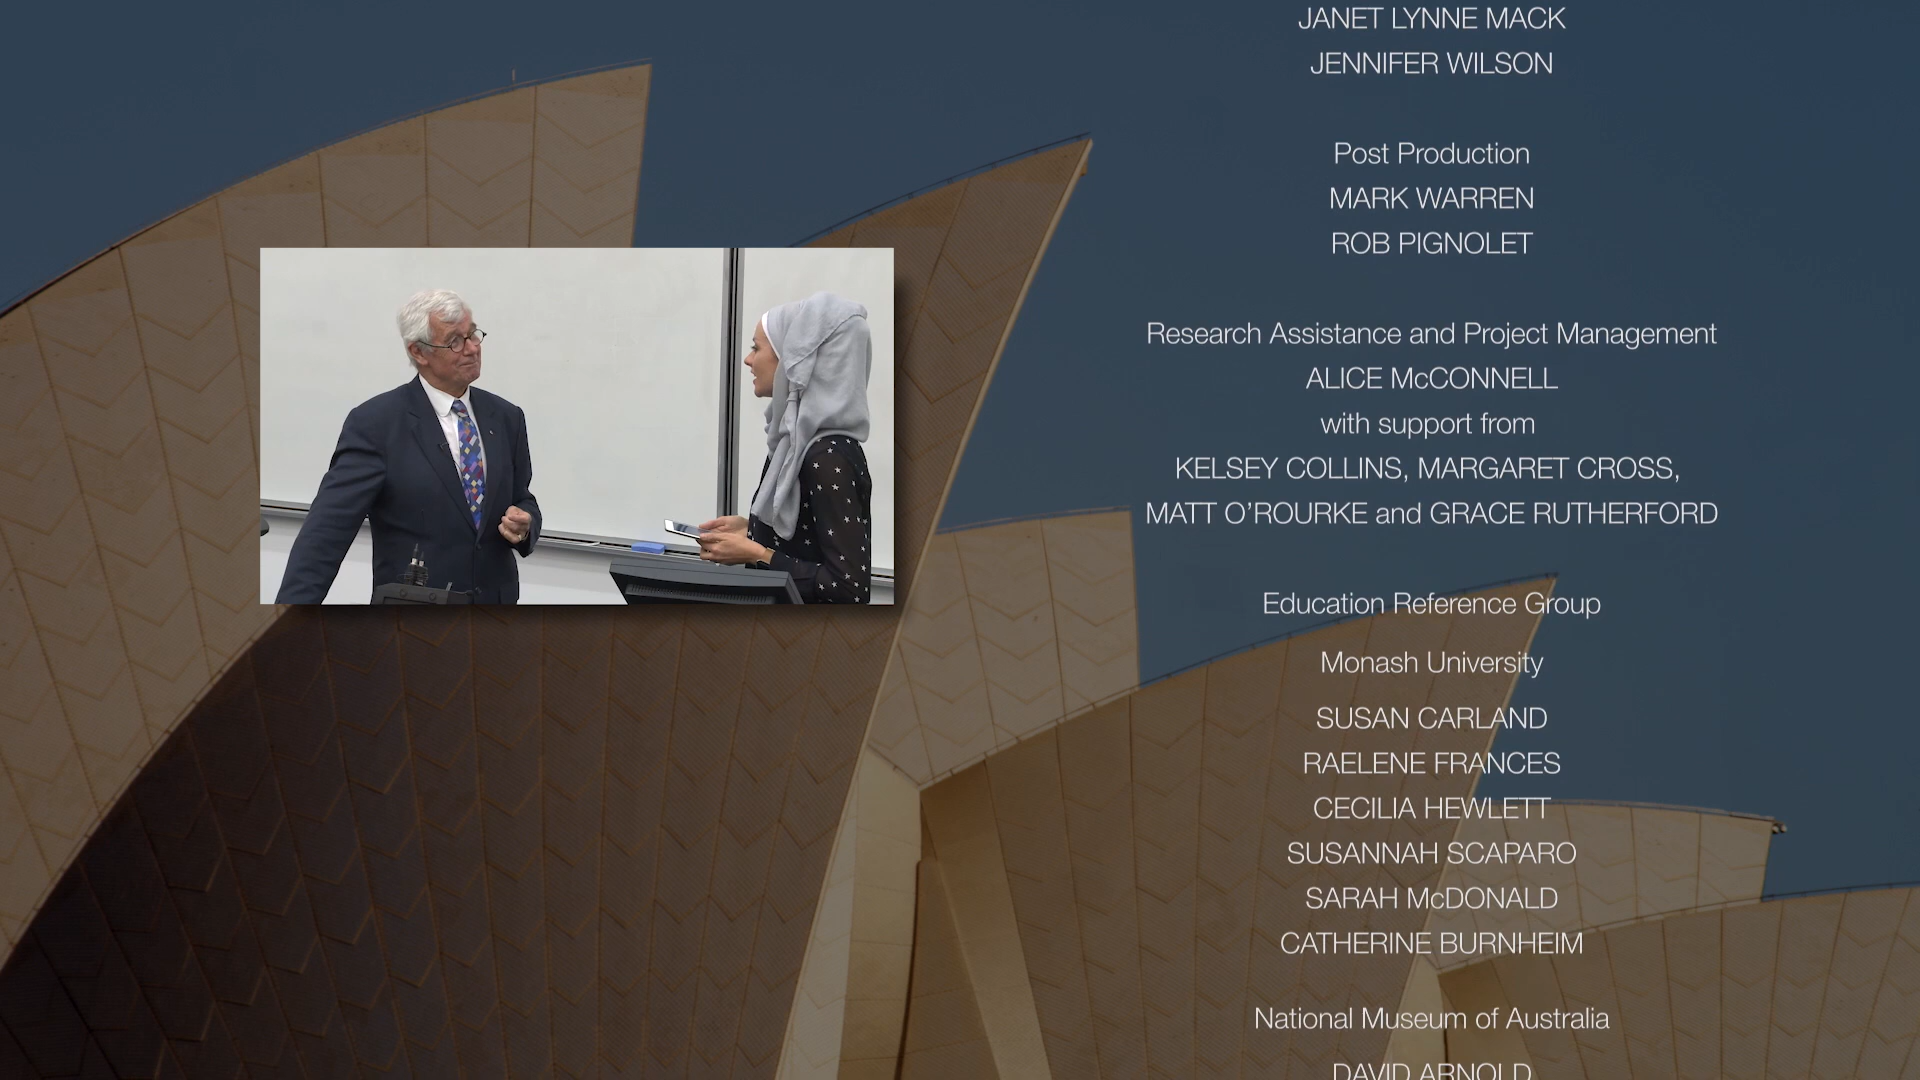 JANET LYNNE MACK
JENNIFER WILSON
Post Production
MARK WARREN
ROB PIGNOLET
Research Assistance and Project Management
ALICE McCONNELL
with support from
KELSEY COLLINS, MARGARET CROSS,
MATT O’ROURKE and GRACE RUTHERFORD
Education Reference Group
Monash University
SUSAN CARLAND
RAELENE FRANCES
CECILIA HEWLETT
SUSANNAH SCAPARO
SARAH McDONALD
CATHERINE BURNHEIM
National Museum of Australia
DAVID ARNOLD